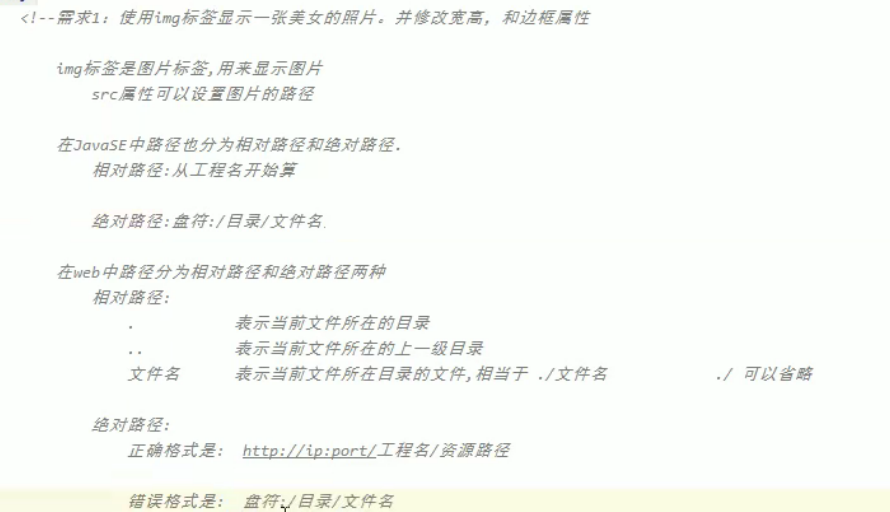 <!--需求1：使用img标签显示一张美女的照片。并修改宽高，和边框属性
img标签是图片标签,用来显示图片
src属性可以设置图片的路径
在JavaSE中路径也分为相对路径和绝对路径.
相对路径:从工程名开始算
绝对路径:盘符:/目录/文件名
在web中路径分为相对路径和绝对路径两种
相对路径:
. 表示当前文件所在的目录
.. 表示当前文件所在的上一级目录
文件名 表示当前文件所在目录的文件,相当于 ./文件名 ./ 可以省略
绝对路径:
正确格式是: http://ip:port/工程名/资源路径
错误格式是: 盘符:/目录/文件名